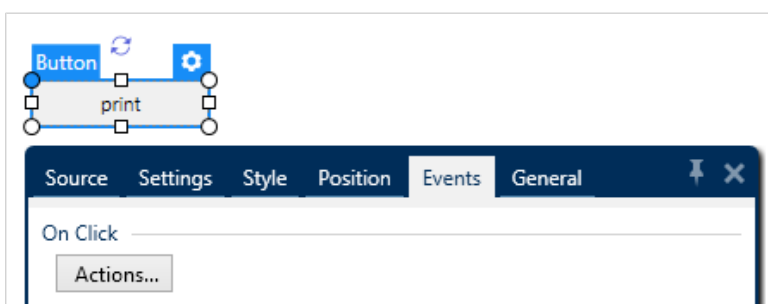 Button
print
Source Settings Style Position Events General
On Click
Actions...